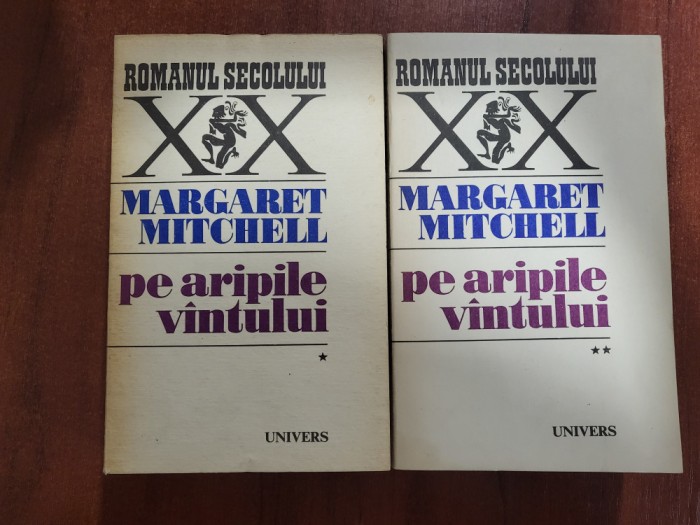 ROMANUL SECOLULUI
XX
MARGARET
MITCHELL
pe aripile
vîntului
*
UNIVERS
ROMANUL SECOLULUI
XX
MARGARET
MITCHELL
pe aripile
vîntului
**
UNIVERS